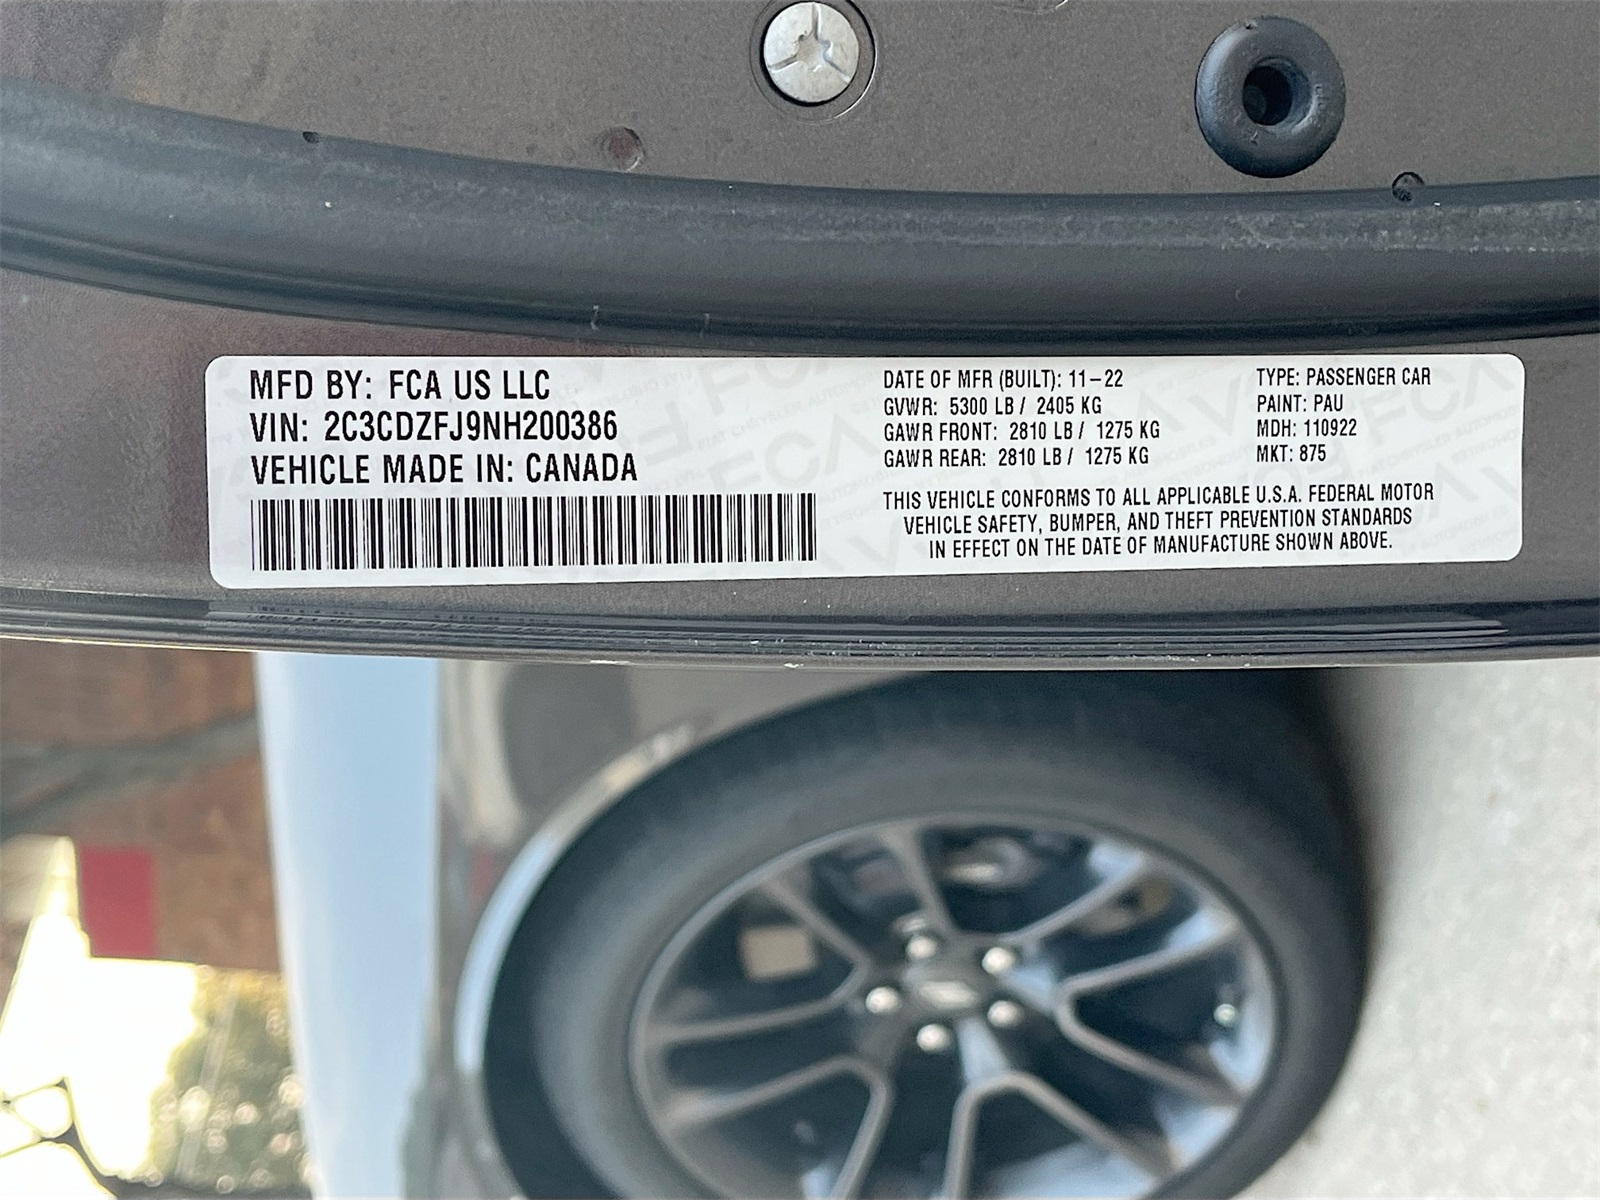 MFD BY: FCA US LLC
VIN: 2C3CDZFJ9NH200386
VEHICLE MADE IN: CANADA
DATE OF MFR (BUILT): 11-22
GVWR: 5300 LB / 2405 KG
GAWR FRONT: 2810 LB / 1275 KG
GAWR REAR: 2810 LB / 1275 KG
TYPE: PASSENGER CAR
PAINT: PAU
MDH: 110922
MKT: 875
THIS VEHICLE CONFORMS TO ALL APPLICABLE U.S.A. FEDERAL MOTOR
VEHICLE SAFETY, BUMPER, AND THEFT PREVENTION STANDARDS
IN EFFECT ON THE DATE OF MANUFACTURE SHOWN ABOVE.